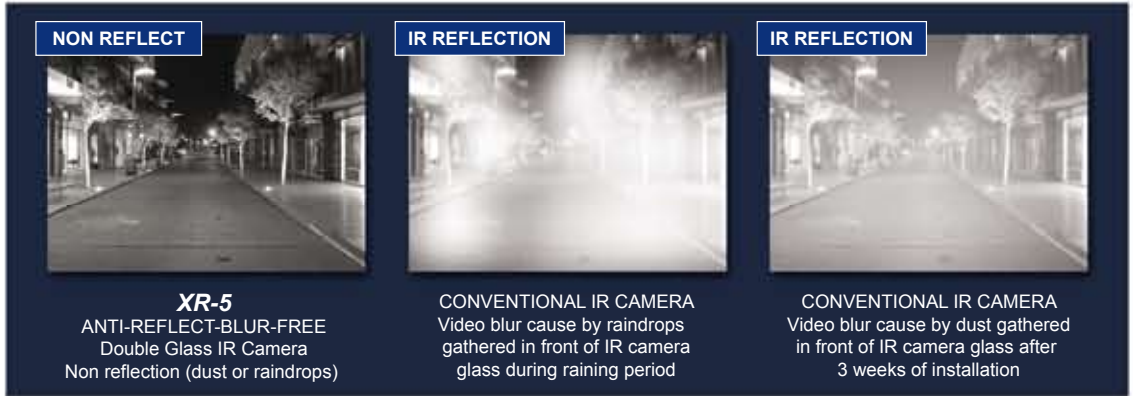 NON REFLECT
XR-5
ANTI-REFLECT-BLUR-FREE
Double Glass IR Camera
Non reflection (dust or raindrops)
IR REFLECTION
CONVENTIONAL IR CAMERA
Video blur cause by raindrops
gathered in front of IR camera
glass during raining period
IR REFLECTION
CONVENTIONAL IR CAMERA
Video blur cause by dust gathered
in front of IR camera glass after
3 weeks of installation